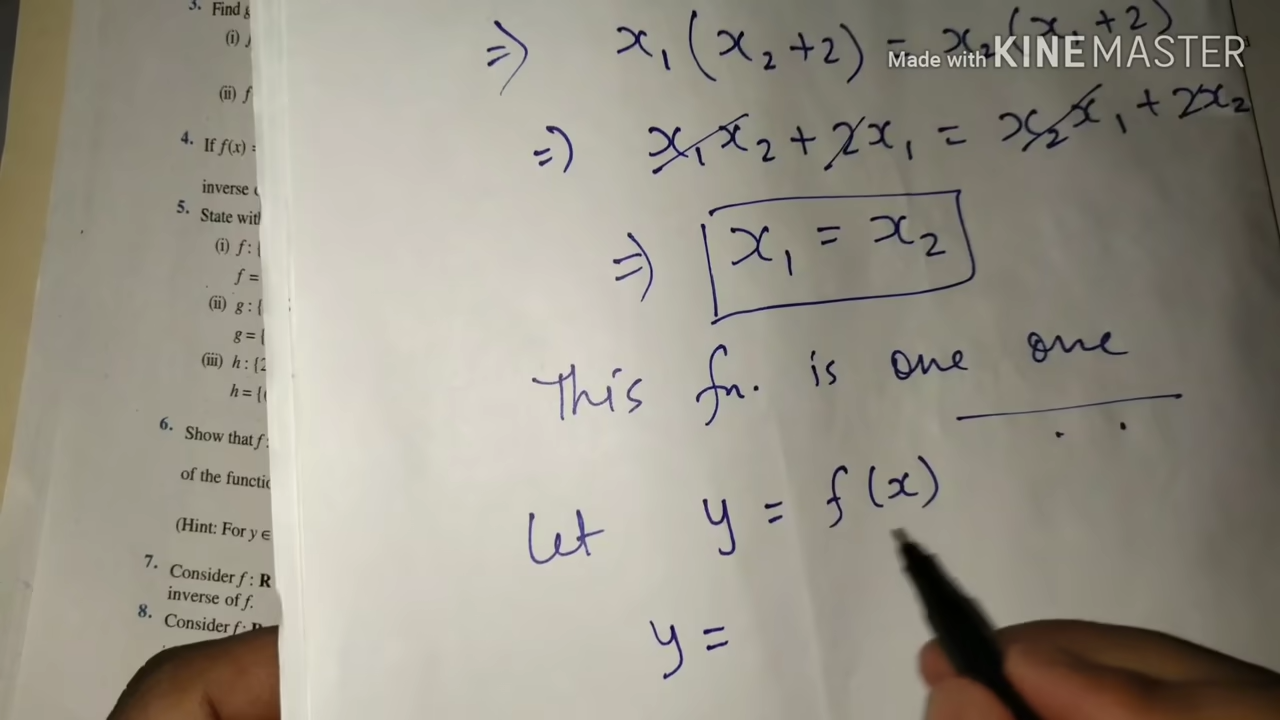 3. Find g
(i)
(ii) f
4. If f(x) =
inverse
5. State wit
(i) f : {
f =
(ii) g : {
g = {
(iii) h : {2
h = {(
6. Show that f :
of the functio
(Hint: For y ∈
7. Consider f : R
inverse of f.
8. Consider f :
⇒ x₁(x₂+2) = x₂(x₁+2)
Made with KINEMASTER
⇒ x₁x₂ + 2x₁ = x₂x₁ + 2x₂
⇒ x₁ = x₂
This fn. is one one
Let y = f(x)
y =